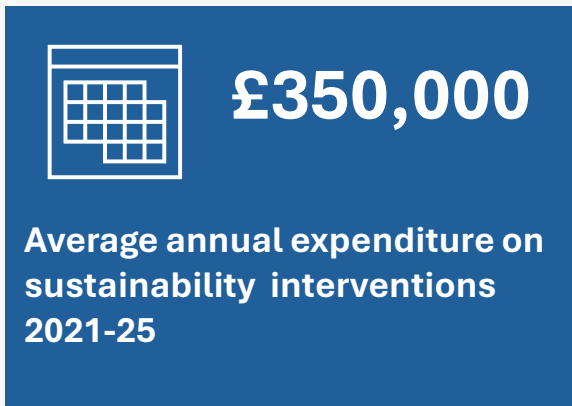 £350,000
Average annual expenditure on
sustainability interventions
2021-25